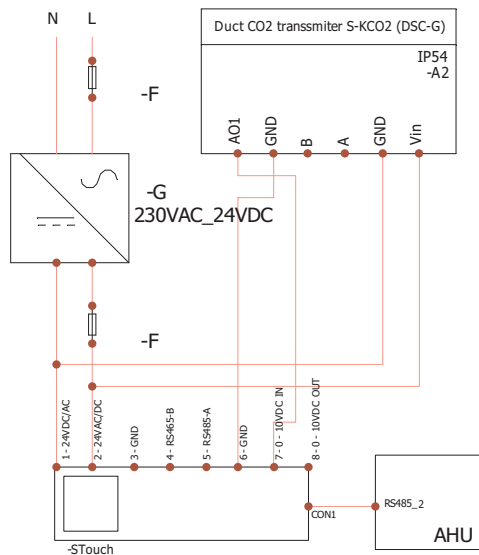 N L
Duct CO2 transsmiter S-KCO2 (DSC-G)
IP54
-A2
-F
AO1
GND
B
A
GND
Vin
-G
230VAC_24VDC
-F
1 - 24VDC/AC
2 - 24VAC/DC
3 - GND
4 - RS465-B
5 - RS485-A
6 - GND
7 - 0 - 10VDC IN
8 - 0 - 10VDC OUT
CON1
RS485_2
AHU
-STouch